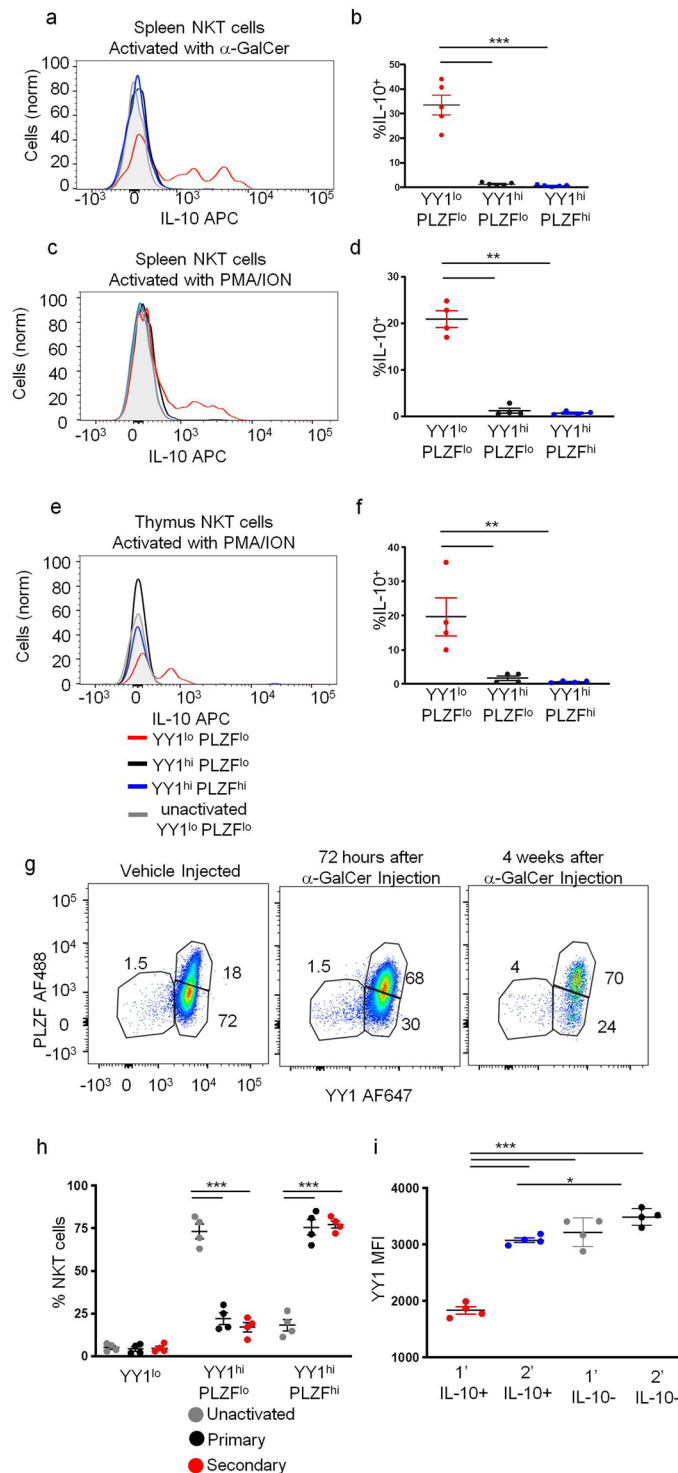 a
Spleen NKT cells
Activated with α-GalCer
Cells (norm)
100
80
60
40
20
0
-10³ 0 10³ 10⁴ 10⁵
IL-10 APC
b
***
%IL-10⁺
50
40
30
20
10
0
YY1ˡᵒ YY1ʰⁱ YY1ʰⁱ
PLZFˡᵒ PLZFˡᵒ PLZFʰⁱ
c
Spleen NKT cells
Activated with PMA/ION
Cells (norm)
100
80
60
40
20
0
-10³ 0 10³ 10⁴ 10⁵
IL-10 APC
d
**
%IL-10⁺
30
20
10
0
YY1ˡᵒ YY1ʰⁱ YY1ʰⁱ
PLZFˡᵒ PLZFˡᵒ PLZFʰⁱ
e
Thymus NKT cells
Activated with PMA/ION
Cells (norm)
100
80
60
40
20
0
-10³ 0 10³ 10⁴ 10⁵
IL-10 APC
YY1ˡᵒ PLZFˡᵒ
YY1ʰⁱ PLZFˡᵒ
YY1ʰⁱ PLZFʰⁱ
unactivated
YY1ˡᵒ PLZFˡᵒ
f
**
%IL-10⁺
40
30
20
10
0
YY1ˡᵒ YY1ʰⁱ YY1ʰⁱ
PLZFˡᵒ PLZFˡᵒ PLZFʰⁱ
g
Vehicle Injected
72 hours after
α-GalCer Injection
4 weeks after
α-GalCer Injection
PLZF AF488
10⁵
10⁴
10³
0
-10³
1.5
18
72
1.5
68
30
4
70
24
-10³ 0 10³ 10⁴ 10⁵
YY1 AF647
h
% NKT cells
100
75
50
25
0
*** ***
YY1ˡᵒ YY1ʰⁱ YY1ʰⁱ
PLZFˡᵒ PLZFʰⁱ
Unactivated
Primary
Secondary
i
***
*
YY1 MFI
4000
3000
2000
1000
1' 2' 1' 2'
IL-10+ IL-10+ IL-10- IL-10-